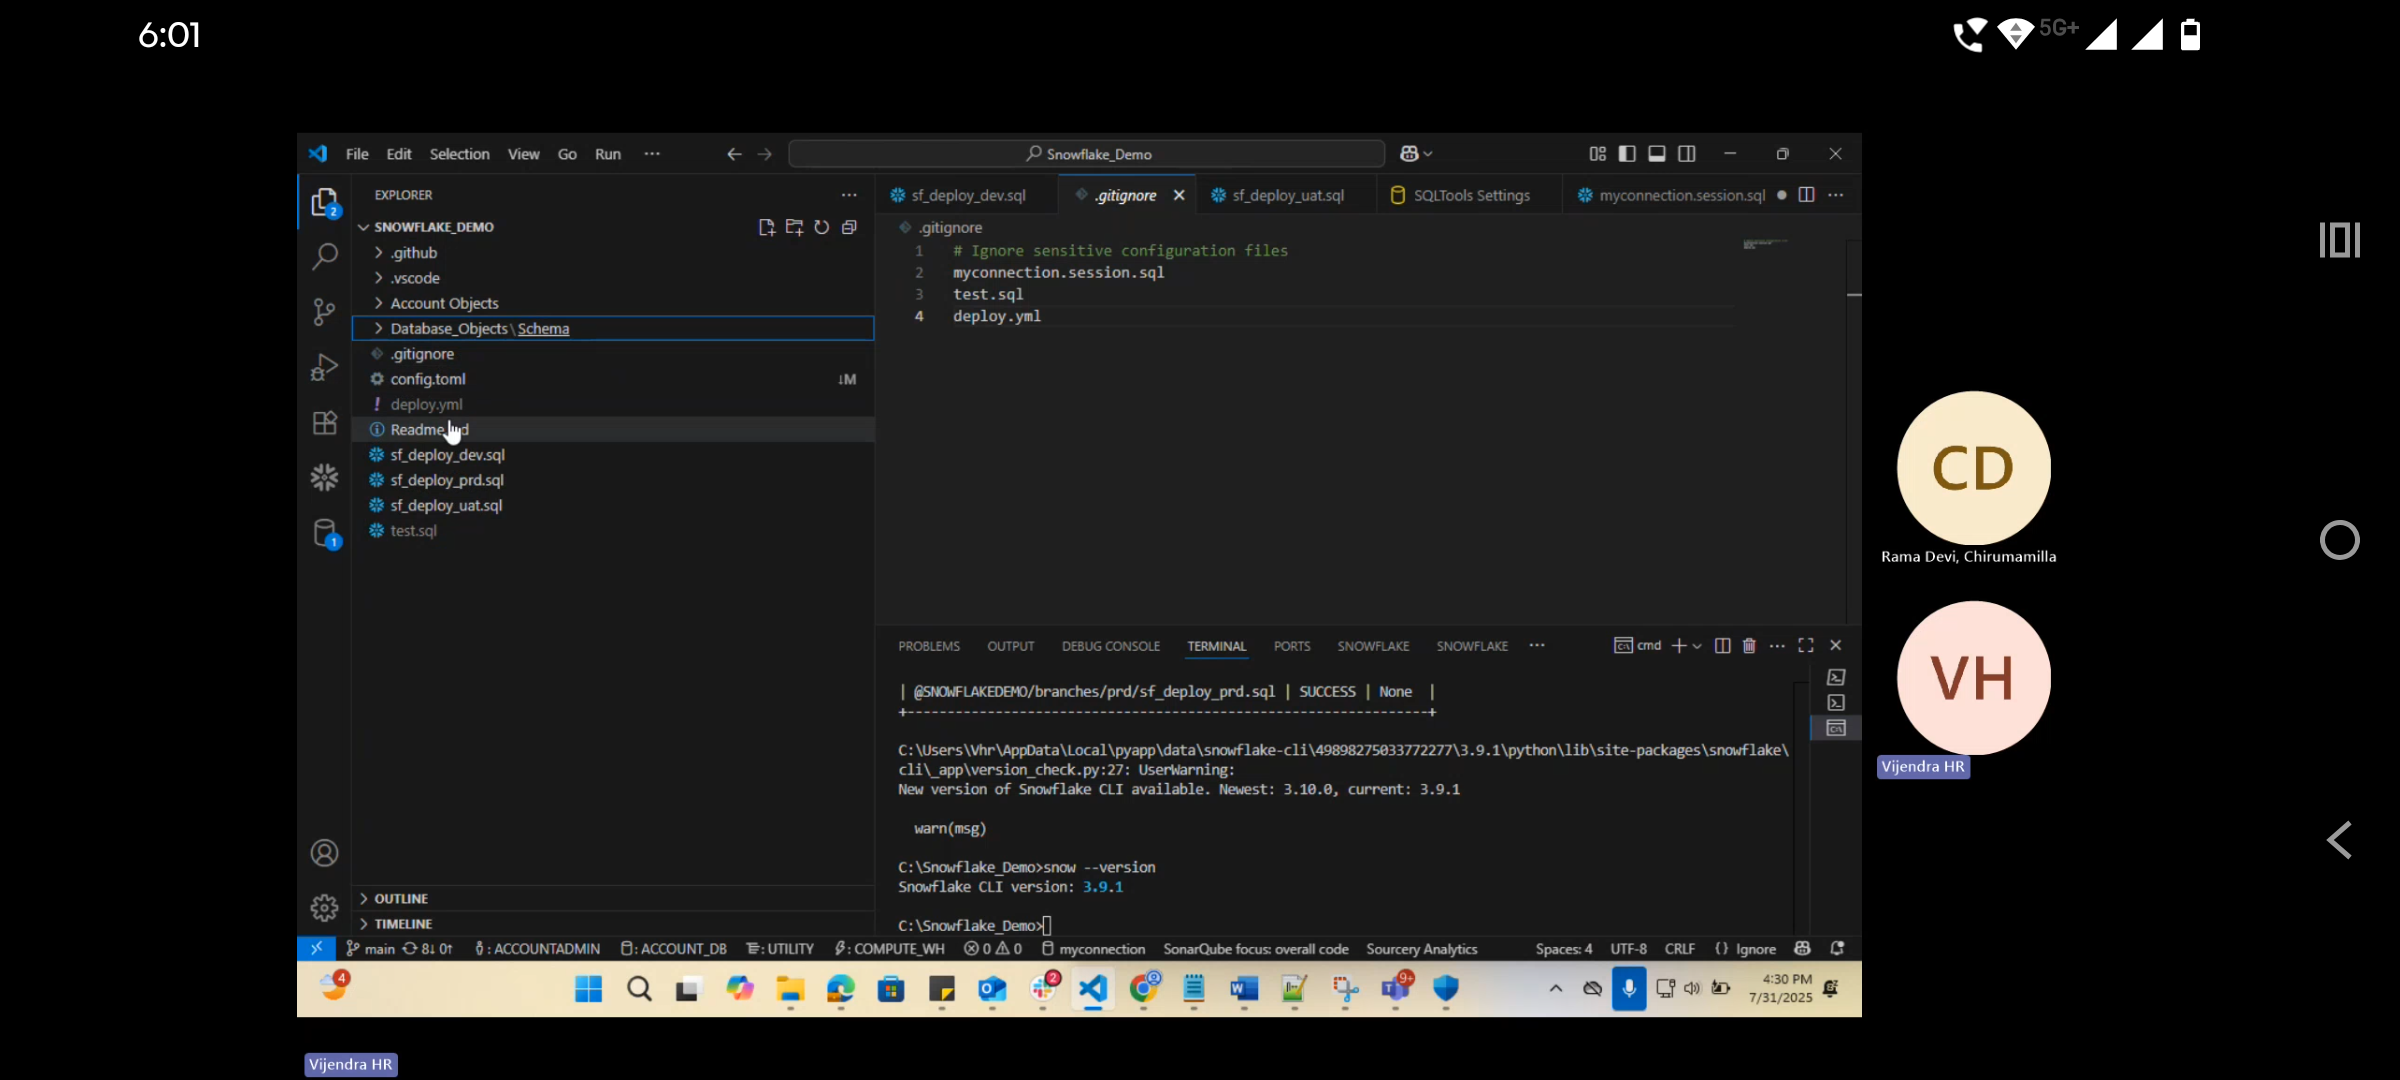 6:01
5G+
File Edit Selection View Go Run ···
Snowflake_Demo
EXPLORER
SNOWFLAKE_DEMO
.github
.vscode
Account Objects
Database_Objects\Schema
.gitignore
config.toml ↓M
deploy.yml
sf_deploy_dev.sql
sf_deploy_prd.sql
sf_deploy_uat.sql
test.sql
OUTLINE
TIMELINE
2
1
sf_deploy_dev.sql .gitignore sf_deploy_uat.sql SQLTools Settings myconnection.session.sql
.gitignore
1 # Ignore sensitive configuration files
2 myconnection.session.sql
3 test.sql
4 deploy.yml
PROBLEMS OUTPUT DEBUG CONSOLE TERMINAL PORTS SNOWFLAKE SNOWFLAKE ··· cmd
| @SNOWFLAKEDEMO/branches/prd/sf_deploy_prd.sql | SUCCESS | None |
+-----------------------------------------------------------------+
C:\Users\Vhr\AppData\Local\pyapp\data\snowflake-cli\49898275033772277\3.9.1\python\lib\site-packages\snowflake\
cli\_app\version_check.py:27: UserWarning:
New version of Snowflake CLI available. Newest: 3.10.0, current: 3.9.1
warn(msg)
C:\Snowflake_Demo>snow --version
Snowflake CLI version: 3.9.1
C:\Snowflake_Demo>
main 8↓ 0↑ : ACCOUNTADMIN : ACCOUNT_DB : UTILITY : COMPUTE_WH 0 0 myconnection SonarQube focus: overall code Sourcery Analytics Spaces: 4 UTF-8 CRLF {} Ignore
4
2
9+
4:30 PM
7/31/2025
CD
Rama Devi, Chirumamilla
VH
Vijendra HR
Vijendra HR